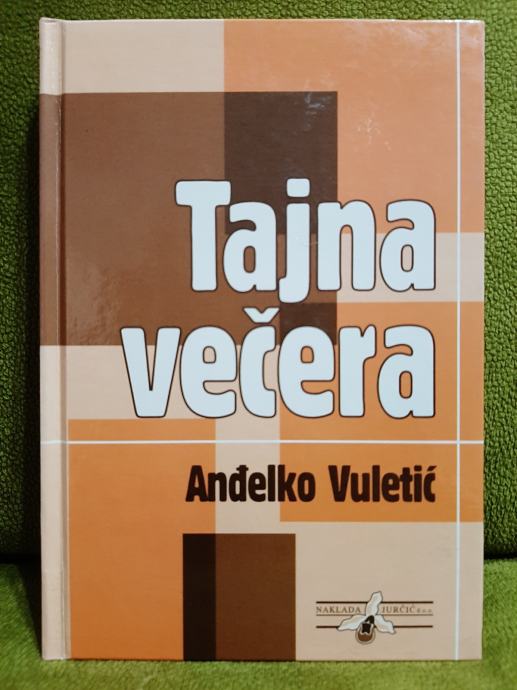 Tajna
večera
Anđelko Vuletić
NAKLADA JURČIĆ d.o.o.